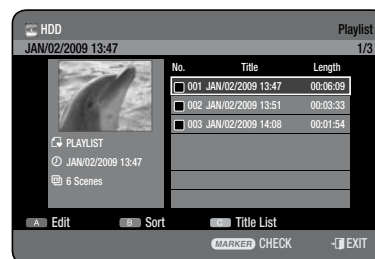 HDD Playlist
JAN/02/2009 13:47 1/3
No. Title Length
001 JAN/02/2009 13:47 00:06:09
002 JAN/02/2009 13:51 00:03:33
003 JAN/02/2009 14:08 00:01:54
PLAYLIST
JAN/02/2009 13:47
6 Scenes
A Edit B Sort C Title List
MARKER CHECK EXIT